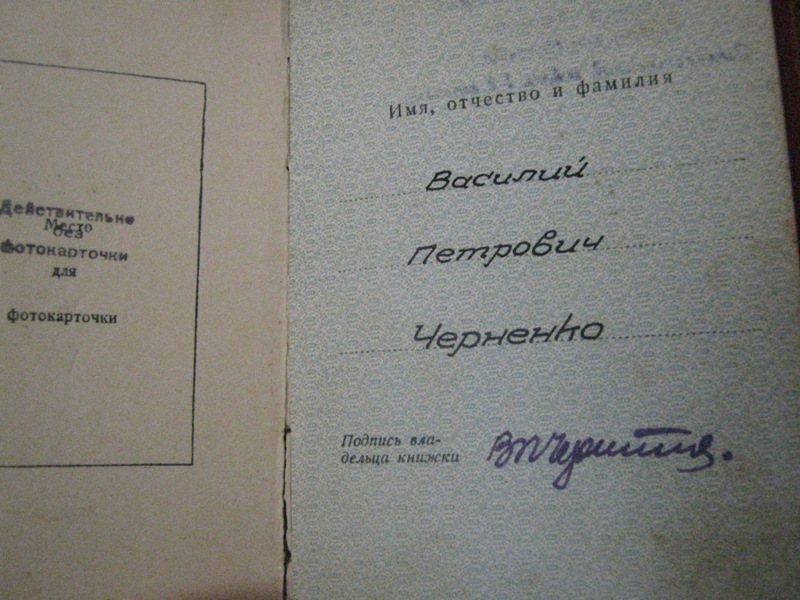 Действительно
Место
без
фотокарточки
для
фотокарточки
Имя, отчество и фамилия
Василий
Петрович
Черненко
Подпись вла-
дельца книжки